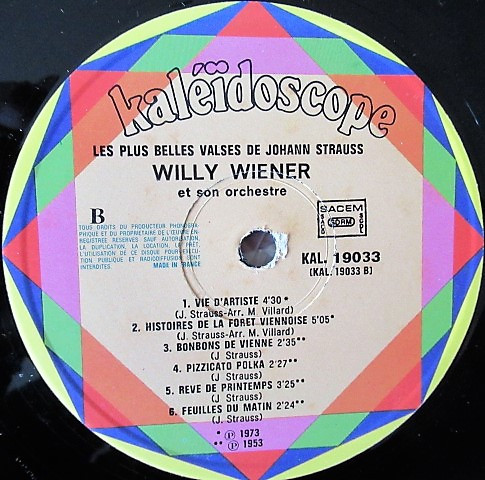 kaléïdoscope
LES PLUS BELLES VALSES DE JOHANN STRAUSS
WILLY WIENER
et son orchestre
B
TOUS DROITS DU PRODUCTEUR PHONOGRA-
PHIQUE ET DU PROPRIETAIRE DE L'ŒUVRE EN-
REGISTREE RESERVES SAUF AUTORISATION,
LA DUPLICATION, LA LOCATION, LE PRET,
L'UTILISATION DE CE DISQUE POUR EXECU-
TION PUBLIQUE ET RADIODIFFUSION SONT
INTERDITES.
MADE IN FRANCE
SACEM
SACD
SDRM
SGDL
KAL. 19033
(KAL. 19033 B)
1. VIE D'ARTISTE 4'30 *
(J. Strauss-Arr. M. Villard)
2. HISTOIRES DE LA FORET VIENNOISE 5'05*
(J. Strauss-Arr. M. Villard)
3. BONBONS DE VIENNE 2'35**
(J. Strauss)
4. PIZZICATO POLKA 2'27**
(J. Strauss)
5. REVE DE PRINTEMPS 3'25**
(J. Strauss)
6. FEUILLES DU MATIN 2'24**
(J. Strauss)
* ℗ 1973
** ℗ 1953